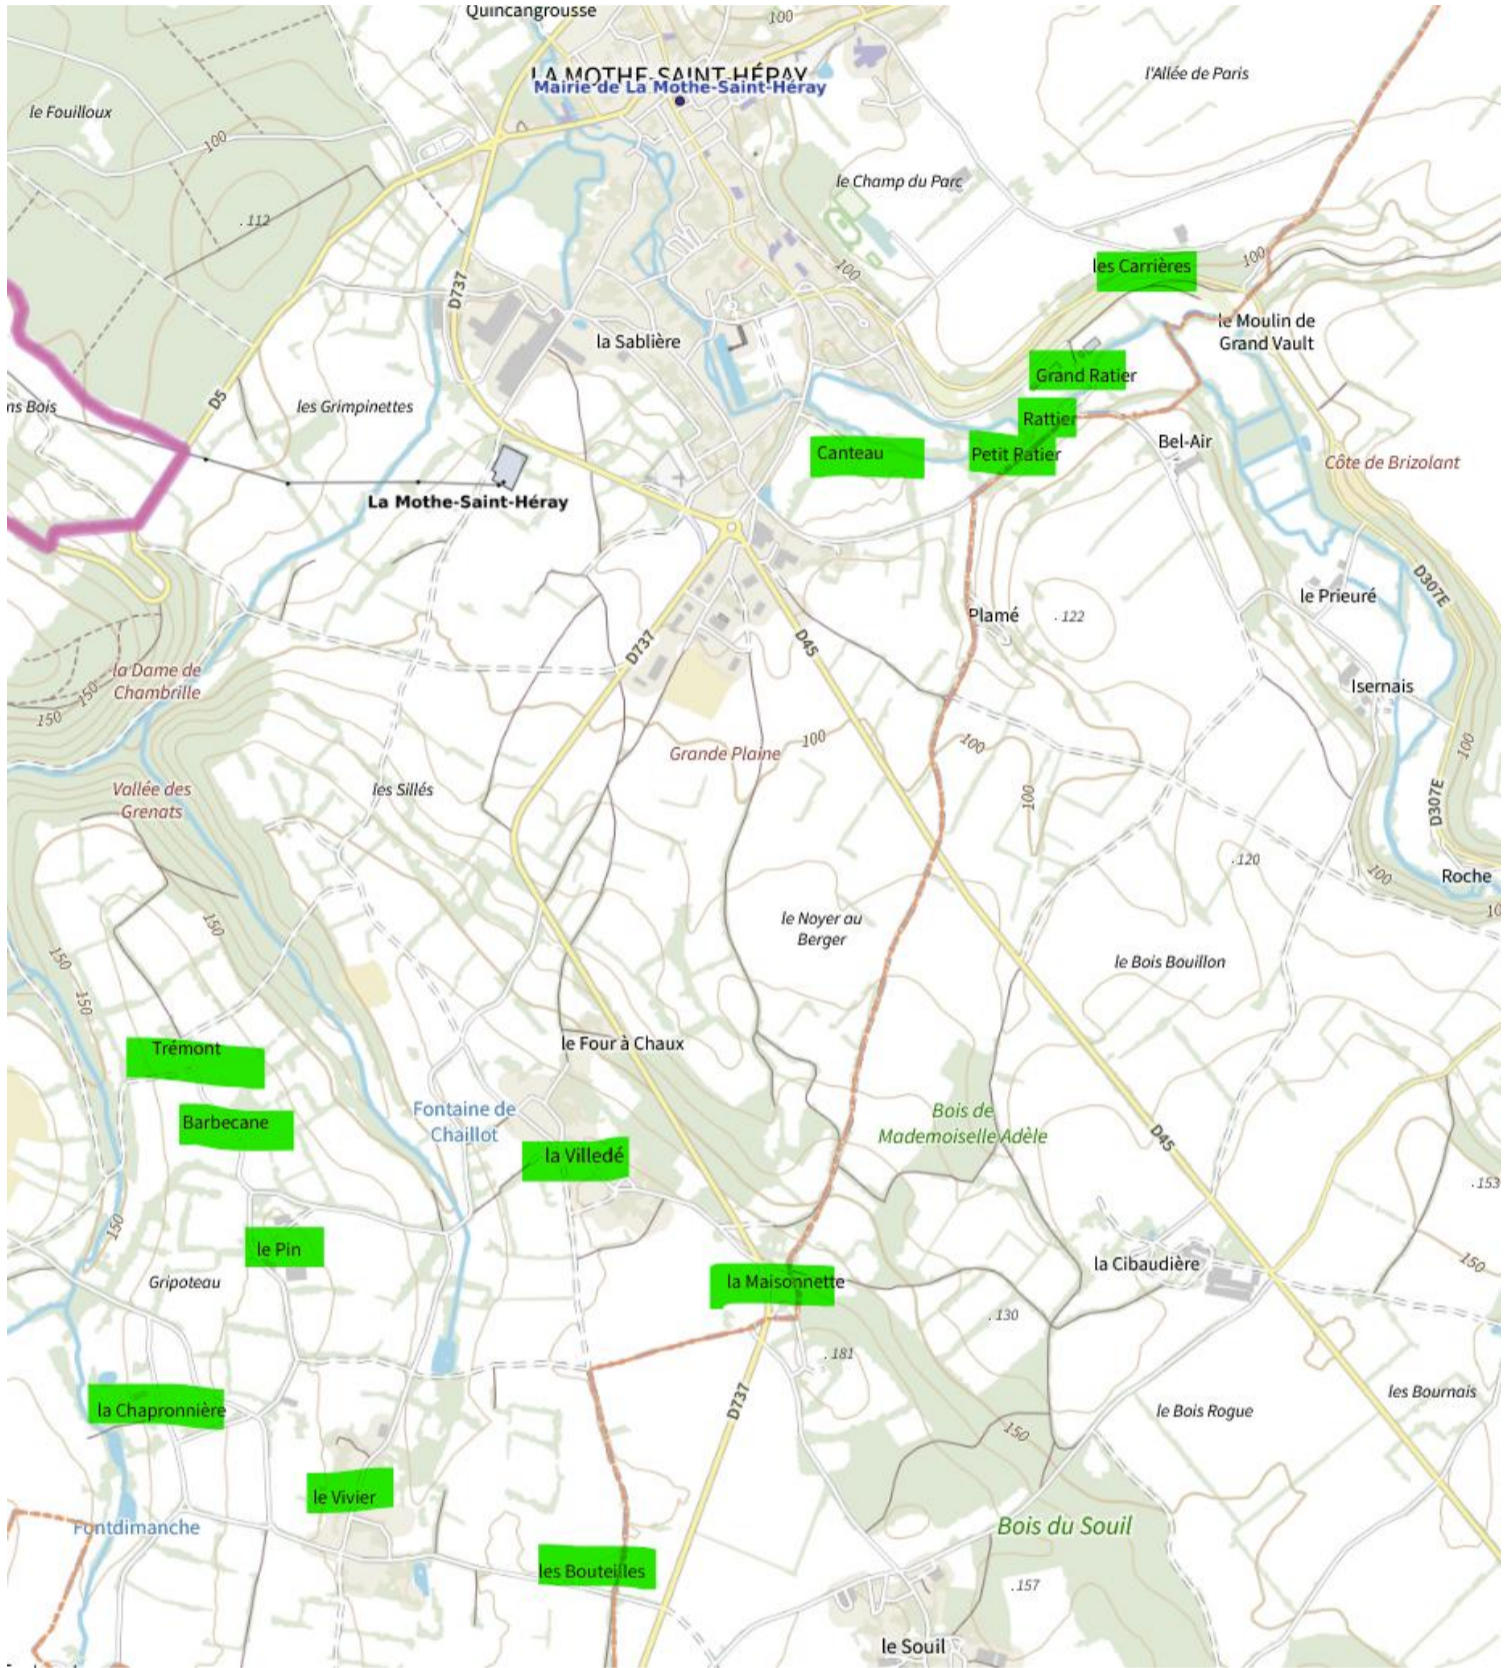 Quincangrousse
100
LA MOTHE-SAINT-HÉRAY
Mairie de La Mothe-Saint-Héray
l'Allée de Paris
le Fouilloux
100
le Champ du Parc
. 112
les Carrières
100
100
D737
le Moulin de
Grand Vault
la Sablière
Grand Ratier
D5
les Grimpinettes
ns Bois
Rattier
Bel-Air
Canteau
Petit Ratier
Côte de Brizolant
La Mothe-Saint-Héray
D307E
le Prieuré
Plamé
. 122
D737
D45
la Dame de
Chambrille
150
150
Isernais
Grande Plaine
100
100
100
Vallée des
Grenats
les Sillés
100
D307E
. 120
100
Roche
10
150
le Noyer au
Berger
150
le Bois Bouillon
150
Trémont
le Four à Chaux
Barbecane
Fontaine de
Chaillot
Bois de
Mademoiselle Adèle
D45
la Villedé
. 153
150
le Pin
la Cibaudière
150
Gripoteau
la Maisonnette
. 130
. 181
D737
les Bournais
la Chapronnière
le Bois Rogue
150
le Vivier
Fontdimanche
Bois du Souil
les Bouteilles
. 157
le Souil